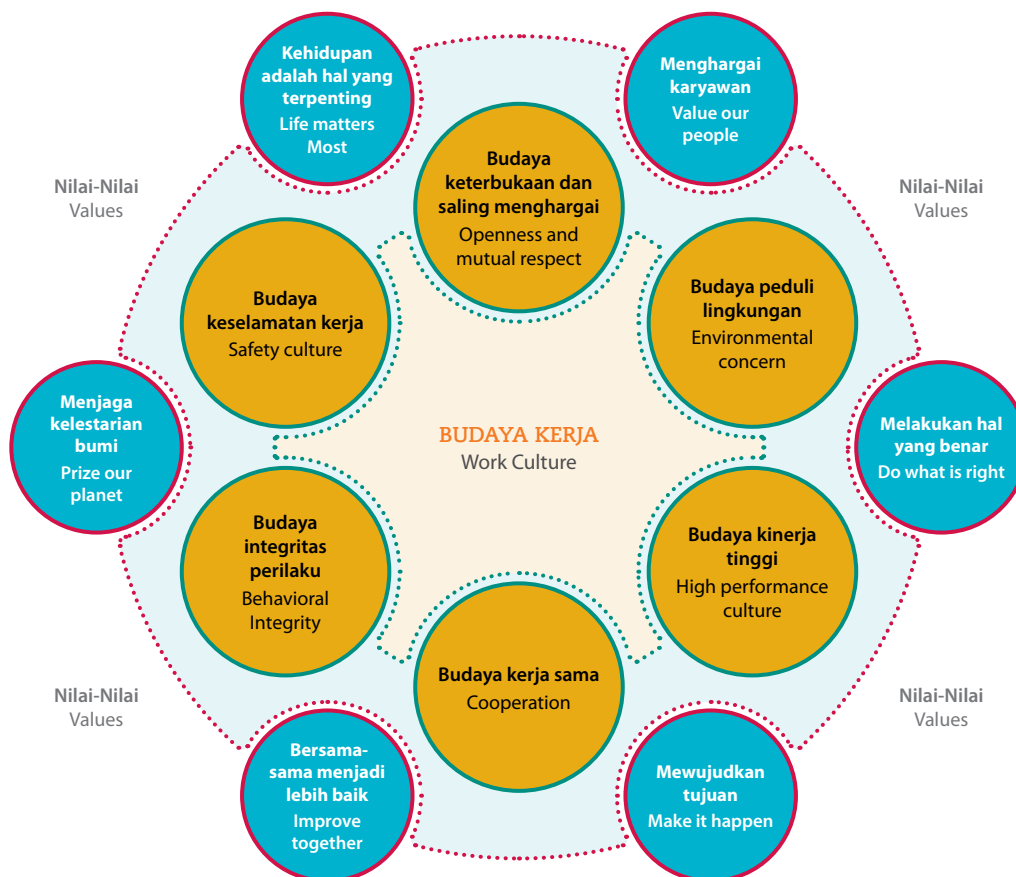 Kehidupan
adalah hal yang
terpenting
Life matters
Most
Menghargai
karyawan
Value our
people
Nilai-Nilai
Values
Nilai-Nilai
Values
Budaya
keterbukaan dan
saling menghargai
Openness and
mutual respect
Budaya
keselamatan kerja
Safety culture
Budaya peduli
lingkungan
Environmental
concern
Menjaga
kelestarian
bumi
Prize our
planet
BUDAYA KERJA
Work Culture
Melakukan hal
yang benar
Do what is right
Budaya
integritas
perilaku
Behavioral
Integrity
Budaya kinerja
tinggi
High performance
culture
Budaya kerja sama
Cooperation
Nilai-Nilai
Values
Nilai-Nilai
Values
Bersama-
sama menjadi
lebih baik
Improve
together
Mewujudkan
tujuan
Make it happen